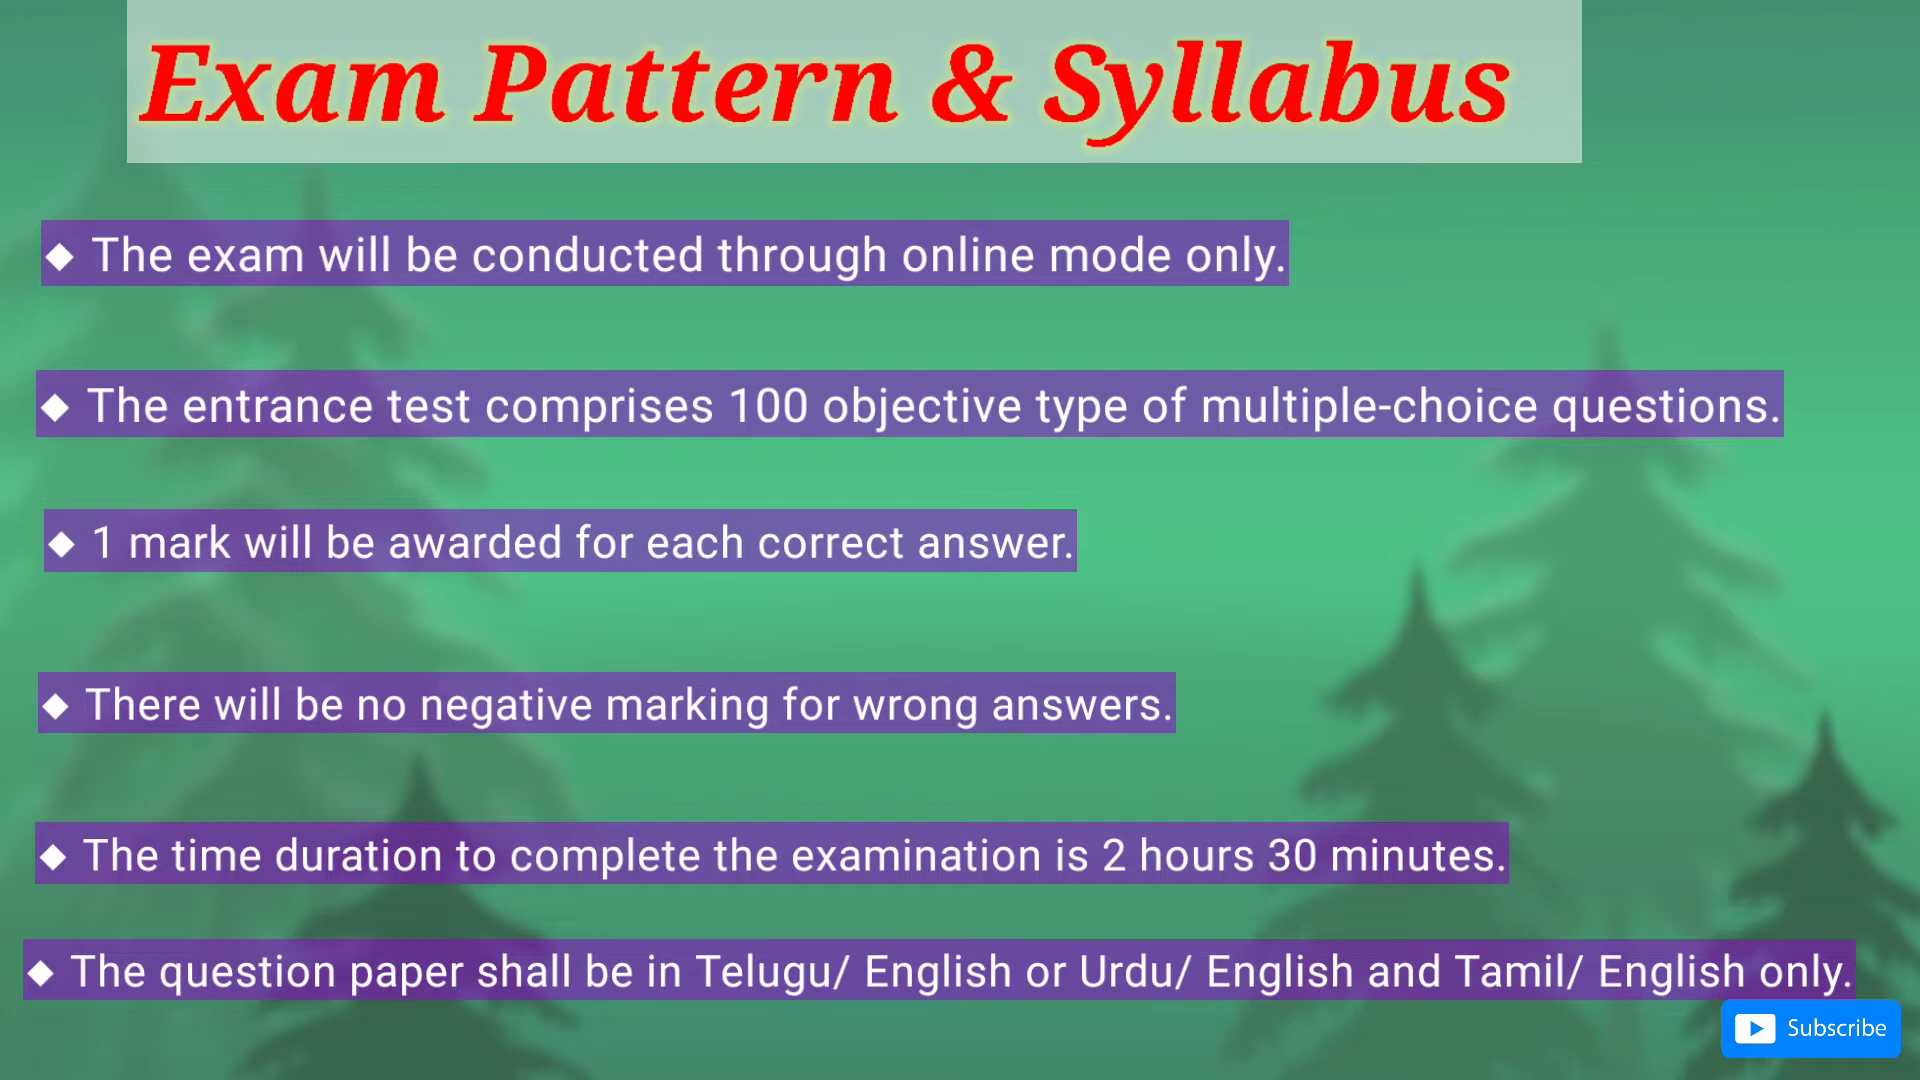 Exam Pattern & Syllabus
◆ The exam will be conducted through online mode only.
◆ The entrance test comprises 100 objective type of multiple-choice questions.
◆ 1 mark will be awarded for each correct answer.
◆ There will be no negative marking for wrong answers.
◆ The time duration to complete the examination is 2 hours 30 minutes.
◆ The question paper shall be in Telugu/ English or Urdu/ English and Tamil/ English only.
Subscribe